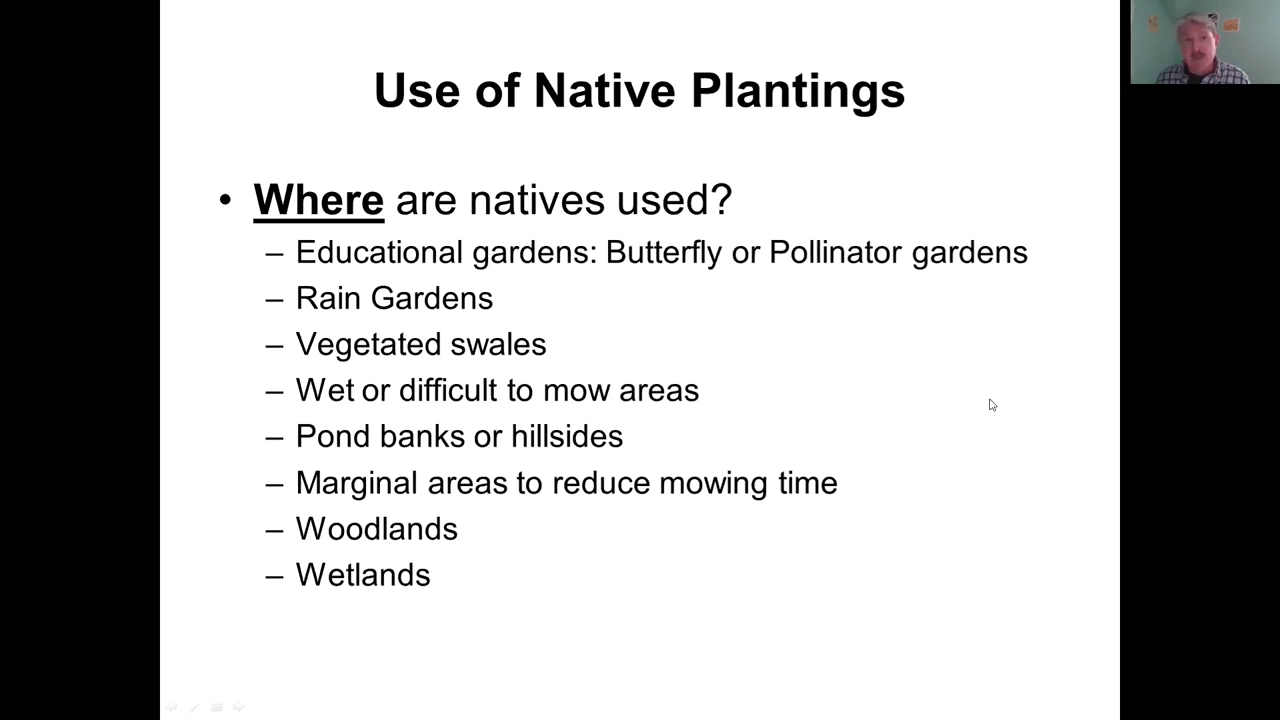 Use of Native Plantings
• Where are natives used?
– Educational gardens: Butterfly or Pollinator gardens
– Rain Gardens
– Vegetated swales
– Wet or difficult to mow areas
– Pond banks or hillsides
– Marginal areas to reduce mowing time
– Woodlands
– Wetlands